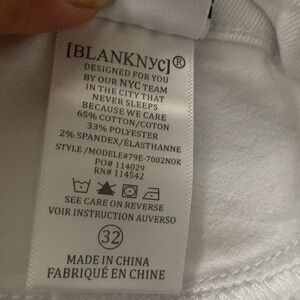 [BLANKNYC]®
DESIGNED FOR YOU
BY OUR NYC TEAM
IN THE CITY THAT
NEVER SLEEPS
BECAUSE WE CARE
65% COTTON/COTON
33% POLYESTER
2% SPANDEX/ÉLASTHANNE
STYLE /MODELE#79E-7002NOK
PO# 114029
RN# 114542
SEE CARE ON REVERSE
VOIR INSTRUCTION AUVERSO
32
MADE IN CHINA
FABRIQUÉ EN CHINE